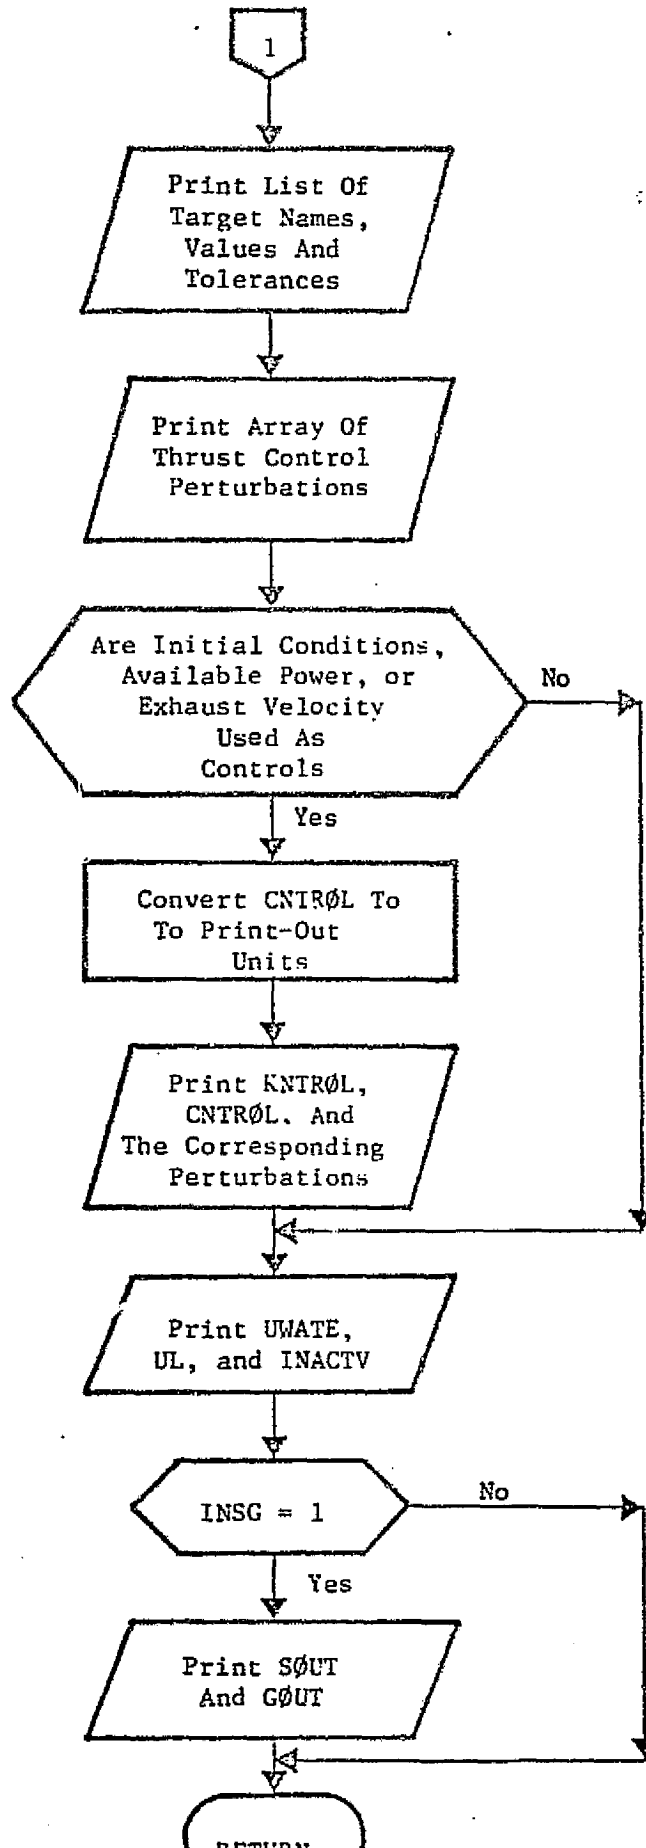 1
Print List Of
Target Names,
Values And
Tolerances
Print Array Of
Thrust Control
Perturbations
Are Initial Conditions,
Available Power, or
Exhaust Velocity
Used As
Controls
No
Yes
Convert CNTRØL To
To Print-Out
Units
Print KNTRØL,
CNTRØL. And
The Corresponding
Perturbations
Print UWATE,
UL, and INACTV
INSG = 1
No
Yes
Print SØUT
And GØUT
RETURN